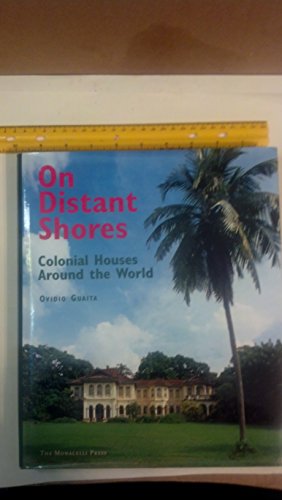 On
Distant
Shores
Colonial Houses
Around the World
Ovidio Guaita
The Monacelli Press